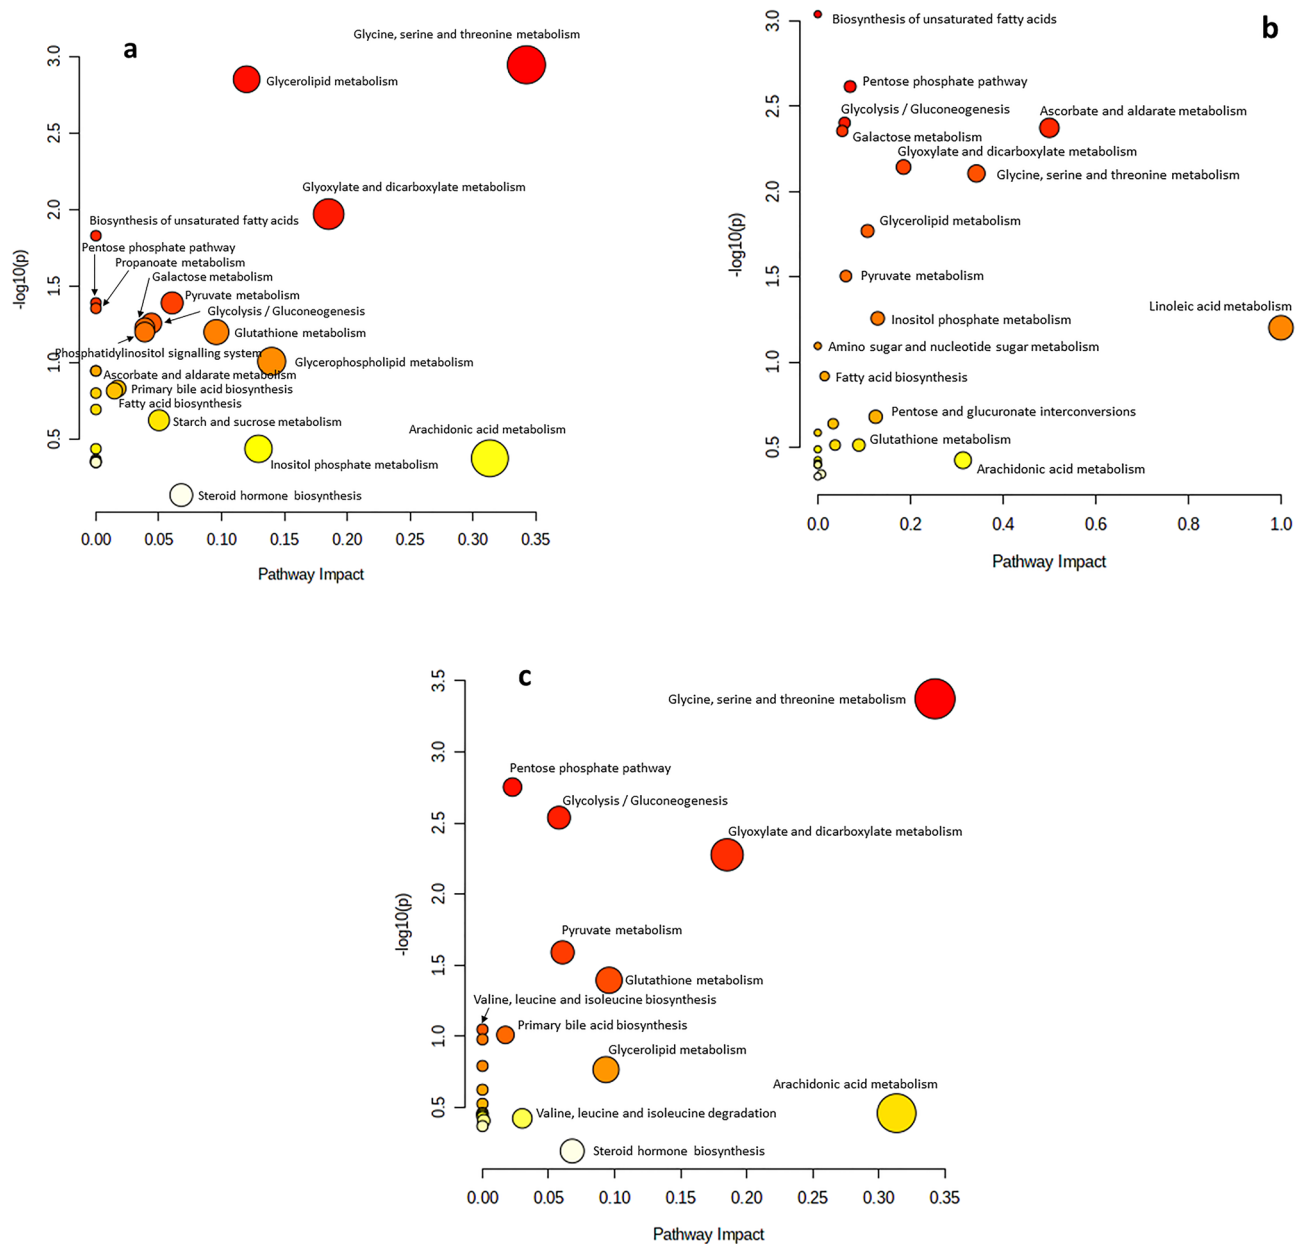 a
Glycine, serine and threonine metabolism
3.0
Glycerolipid metabolism
2.5
Glyoxylate and dicarboxylate metabolism
2.0
Biosynthesis of unsaturated fatty acids
Pentose phosphate pathway
Propanoate metabolism
Galactose metabolism
-log10(p)
1.5
Pyruvate metabolism
Glycolysis / Gluconeogenesis
Glutathione metabolism
Phosphatidylinositol signalling system
1.0
Glycerophospholipid metabolism
Ascorbate and aldarate metabolism
Primary bile acid biosynthesis
Fatty acid biosynthesis
Starch and sucrose metabolism
Arachidonic acid metabolism
0.5
Inositol phosphate metabolism
Steroid hormone biosynthesis
0.00 0.05 0.10 0.15 0.20 0.25 0.30 0.35
Pathway Impact
b
3.0
Biosynthesis of unsaturated fatty acids
Pentose phosphate pathway
2.5
Glycolysis / Gluconeogenesis
Ascorbate and aldarate metabolism
Galactose metabolism
Glyoxylate and dicarboxylate metabolism
Glycine, serine and threonine metabolism
2.0
Glycerolipid metabolism
-log10(p)
Pyruvate metabolism
1.5
Linoleic acid metabolism
Inositol phosphate metabolism
Amino sugar and nucleotide sugar metabolism
1.0
Fatty acid biosynthesis
Pentose and glucuronate interconversions
Glutathione metabolism
0.5
Arachidonic acid metabolism
0.0 0.2 0.4 0.6 0.8 1.0
Pathway Impact
c
3.5
Glycine, serine and threonine metabolism
3.0
Pentose phosphate pathway
Glycolysis / Gluconeogenesis
2.5
Glyoxylate and dicarboxylate metabolism
2.0
-log10(p)
Pyruvate metabolism
1.5
Glutathione metabolism
Valine, leucine and isoleucine biosynthesis
Primary bile acid biosynthesis
1.0
Glycerolipid metabolism
Arachidonic acid metabolism
0.5
Valine, leucine and isoleucine degradation
Steroid hormone biosynthesis
0.00 0.05 0.10 0.15 0.20 0.25 0.30 0.35
Pathway Impact